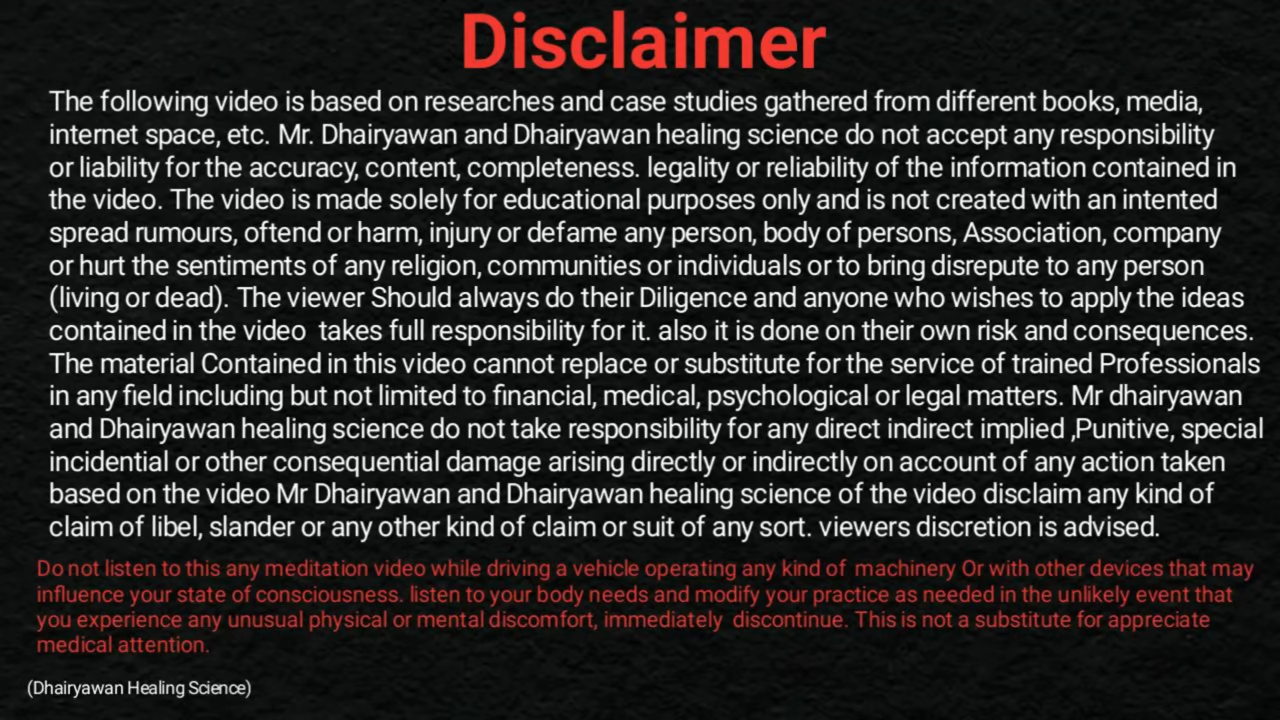 Disclaimer
The following video is based on researches and case studies gathered from different books, media,
internet space, etc. Mr. Dhairyawan and Dhairyawan healing science do not accept any responsibility
or liability for the accuracy, content, completeness. legality or reliability of the information contained in
the video. The video is made solely for educational purposes only and is not created with an intented
spread rumours, oftend or harm, injury or defame any person, body of persons, Association, company
or hurt the sentiments of any religion, communities or individuals or to bring disrepute to any person
(living or dead). The viewer Should always do their Diligence and anyone who wishes to apply the ideas
contained in the video  takes full responsibility for it. also it is done on their own risk and consequences.
The material Contained in this video cannot replace or substitute for the service of trained Professionals
in any field including but not limited to financial, medical, psychological or legal matters. Mr dhairyawan
and Dhairyawan healing science do not take responsibility for any direct indirect implied ,Punitive, special
incidential or other consequential damage arising directly or indirectly on account of any action taken
based on the video Mr Dhairyawan and Dhairyawan healing science of the video disclaim any kind of
claim of libel, slander or any other kind of claim or suit of any sort. viewers discretion is advised.
Do not listen to this any meditation video while driving a vehicle operating any kind of  machinery Or with other devices that may
influence your state of consciousness. listen to your body needs and modify your practice as needed in the unlikely event that
you experience any unusual physical or mental discomfort, immediately  discontinue. This is not a substitute for appreciate
medical attention.
(Dhairyawan Healing Science)